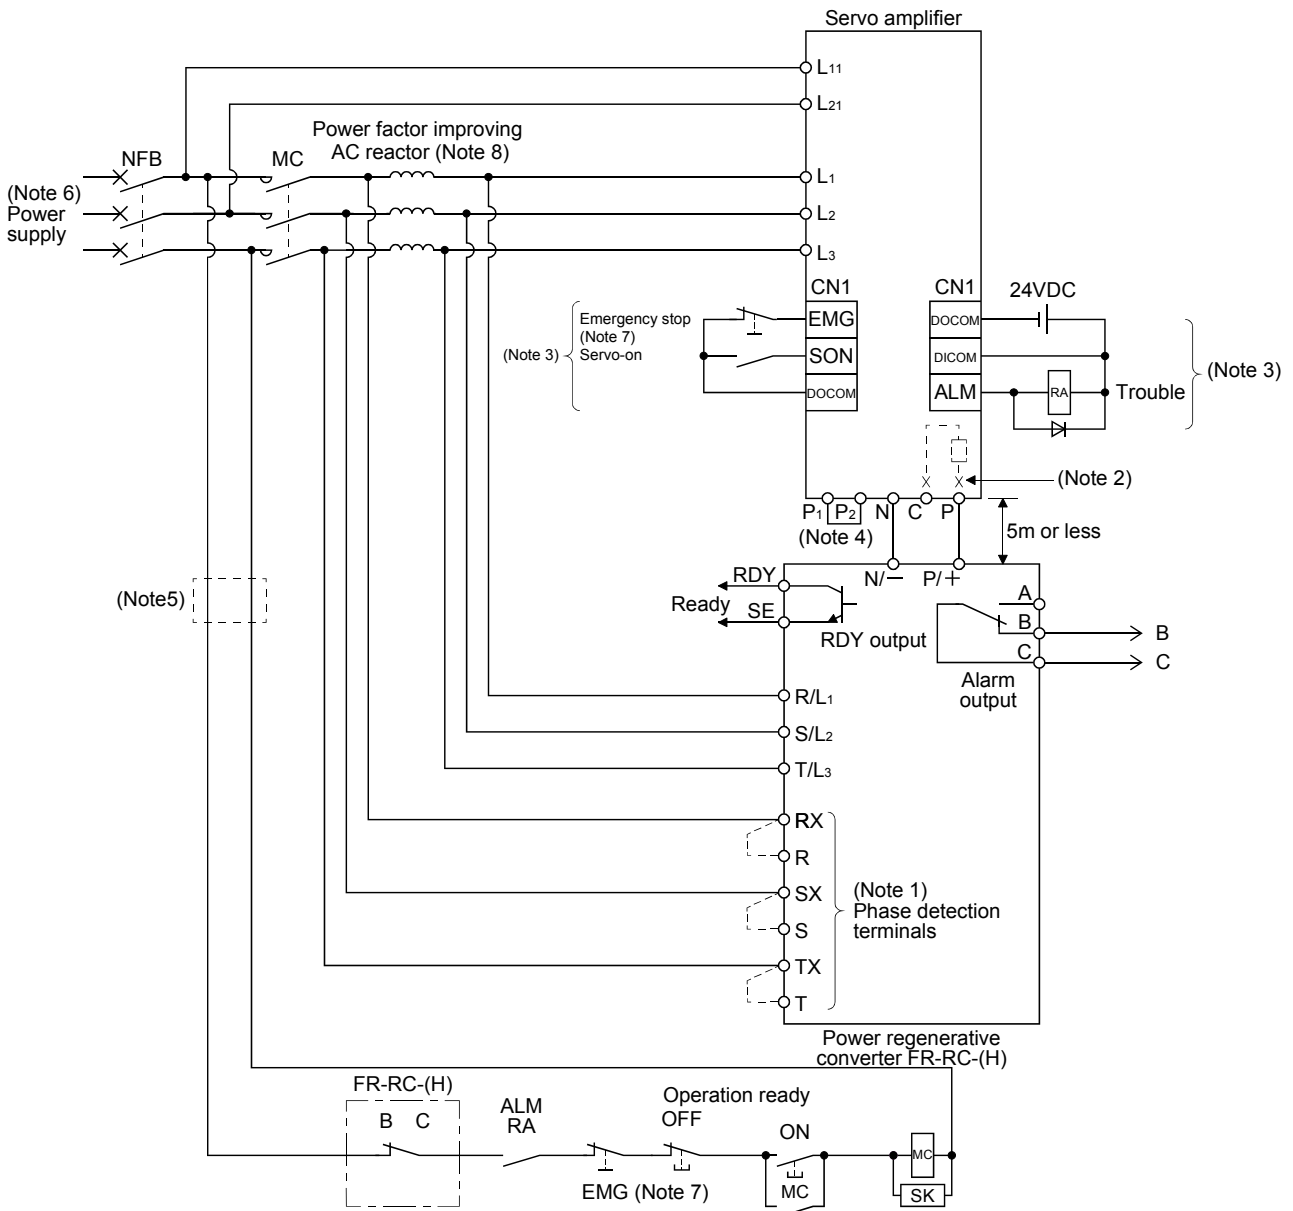 Servo amplifier
L11
L21
Power factor improving
AC reactor (Note 8)
NFB
MC
(Note 6)
Power
supply
L1
L2
L3
CN1
CN1
24VDC
EMG
SON
DOCOM
DOCOM
DICOM
ALM
Emergency stop
(Note 7)
Servo-on
(Note 3)
RA
Trouble
(Note 3)
(Note 2)
P1
P2
N
C
P
(Note 4)
5m or less
N/−
P/+
RDY
Ready
SE
RDY output
A
B
C
B
C
Alarm
output
(Note5)
R/L1
S/L2
T/L3
RX
R
SX
S
TX
T
(Note 1)
Phase detection
terminals
Power regenerative
converter FR-RC-(H)
FR-RC-(H)
B C
ALM
RA
EMG (Note 7)
Operation ready
OFF
ON
MC
MC
SK